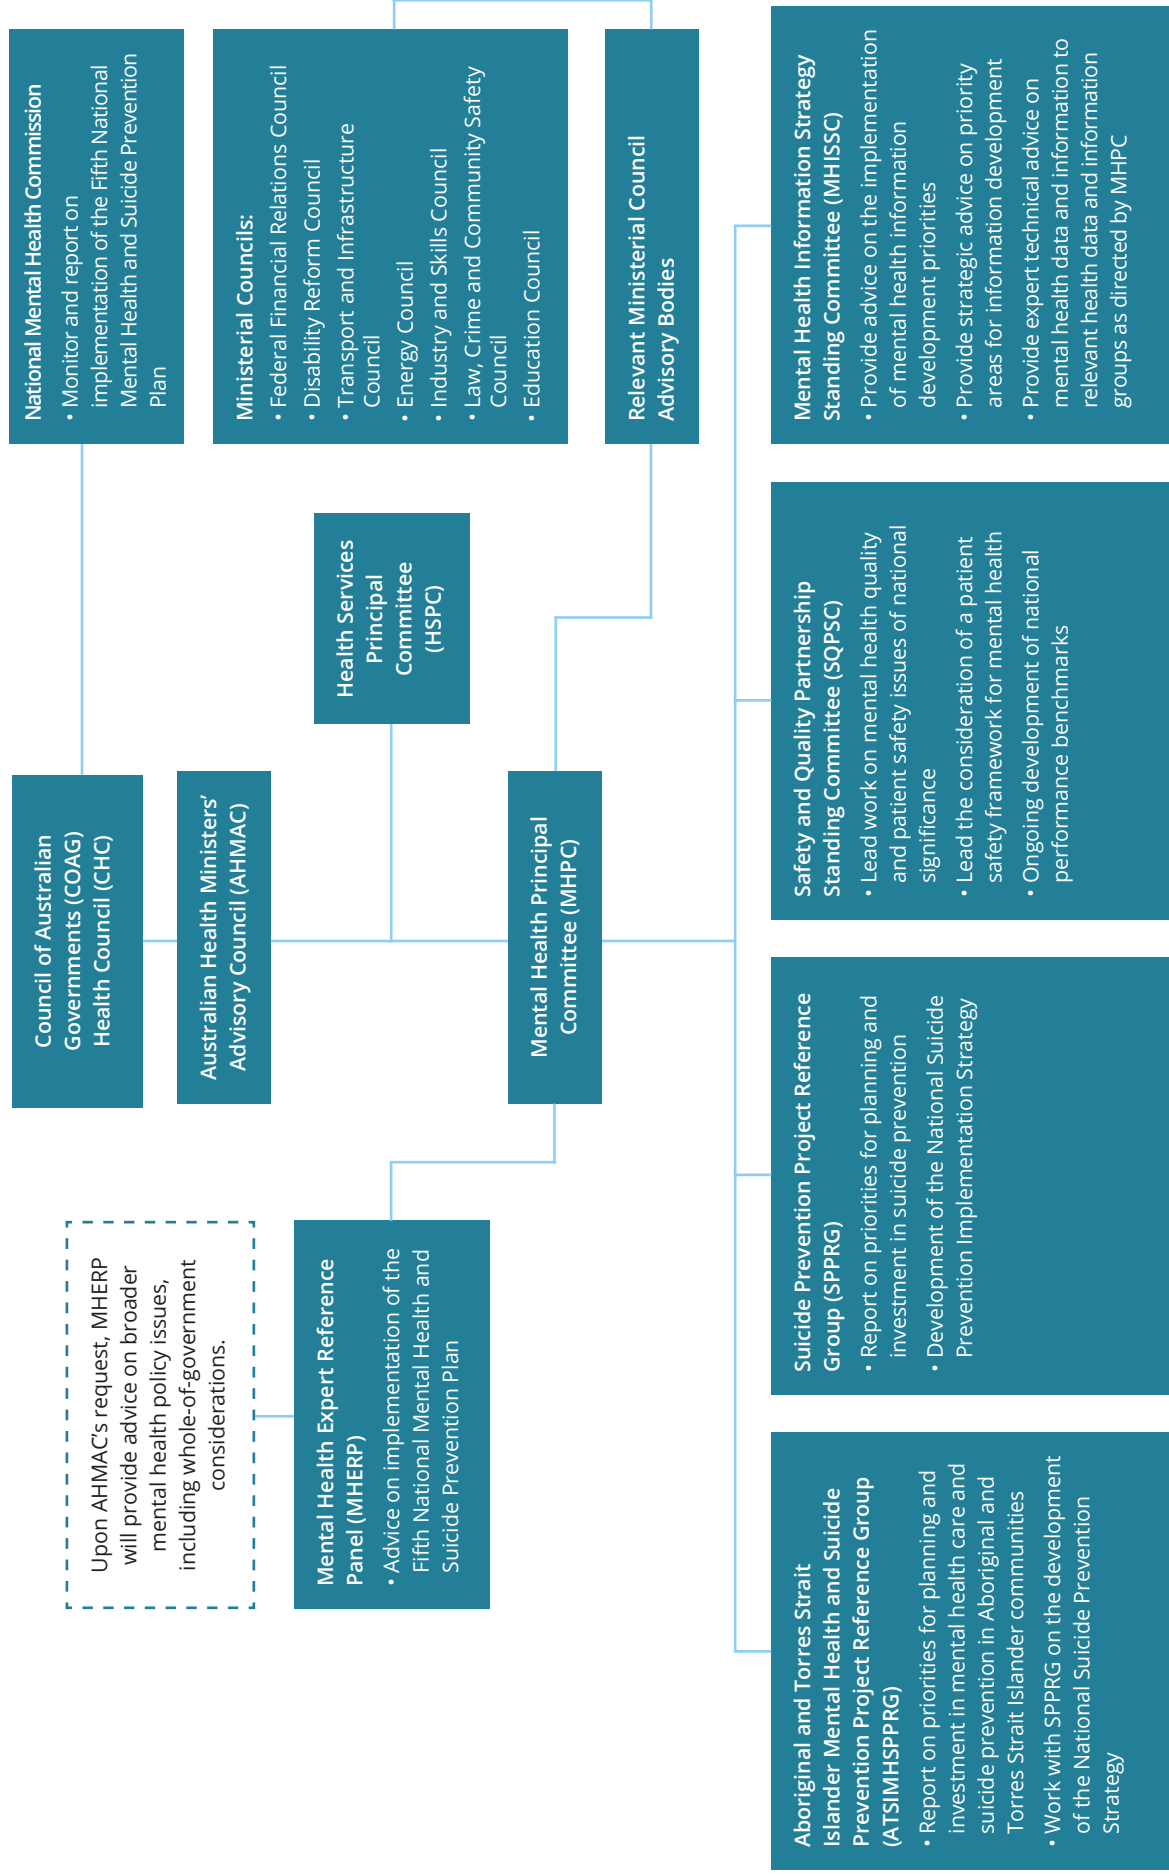 Council of Australian
Governments (COAG)
Health Council (CHC)
National Mental Health Commission
• Monitor and report on
implementation of the Fifth National
Mental Health and Suicide Prevention
Plan
Upon AHMAC’s request, MHERP
will provide advice on broader
mental health policy issues,
including whole-of-government
considerations.
Australian Health Ministers’
Advisory Council (AHMAC)
Ministerial Councils:
• Federal Financial Relations Council
• Disability Reform Council
• Transport and Infrastructure
Council
• Energy Council
• Industry and Skills Council
• Law, Crime and Community Safety
Council
• Education Council
Health Services
Principal
Committee
(HSPC)
Mental Health Expert Reference
Panel (MHERP)
• Advice on implementation of the
Fifth National Mental Health and
Suicide Prevention Plan
Mental Health Principal
Committee (MHPC)
Relevant Ministerial Council
Advisory Bodies
Aboriginal and Torres Strait
Islander Mental Health and Suicide
Prevention Project Reference Group
(ATSIMHSPPRG)
• Report on priorities for planning and
investment in mental health care and
suicide prevention in Aboriginal and
Torres Strait Islander communities
• Work with SPPRG on the development
of the National Suicide Prevention
Strategy
Suicide Prevention Project Reference
Group (SPPRG)
• Report on priorities for planning and
investment in suicide prevention
• Development of the National Suicide
Prevention Implementation Strategy
Safety and Quality Partnership
Standing Committee (SQPSC)
• Lead work on mental health quality
and patient safety issues of national
significance
• Lead the consideration of a patient
safety framework for mental health
• Ongoing development of national
performance benchmarks
Mental Health Information Strategy
Standing Committee (MHISSC)
• Provide advice on the implementation
of mental health information
development priorities
• Provide strategic advice on priority
areas for information development
• Provide expert technical advice on
mental health data and information to
relevant health data and information
groups as directed by MHPC